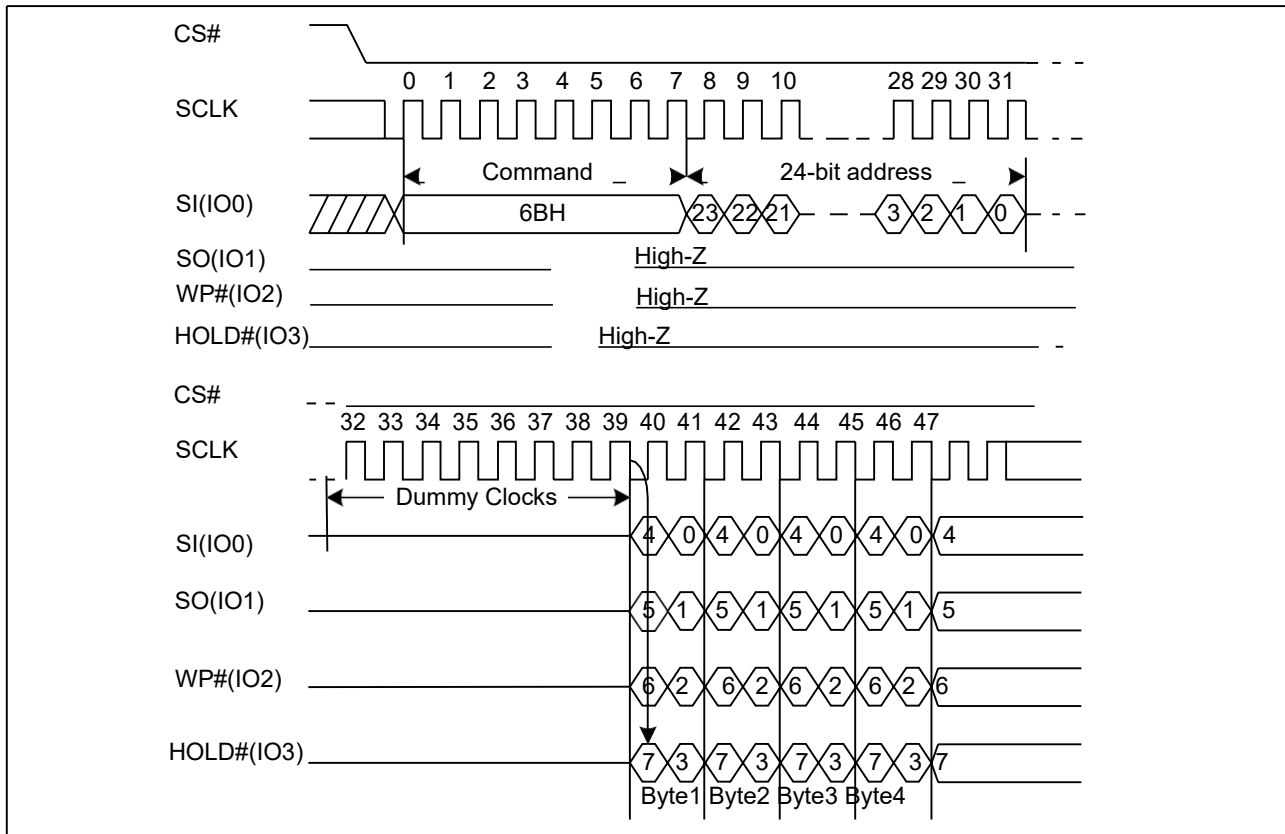 CS#
0 1 2 3 4 5 6 7 8 9 10 28 29 30 31
SCLK
Command 24-bit address
SI(IO0) 6BH 23 22 21 3 2 1 0
SO(IO1) High-Z
WP#(IO2) High-Z
HOLD#(IO3) High-Z
CS#
32 33 34 35 36 37 38 39 40 41 42 43 44 45 46 47
SCLK
Dummy Clocks
SI(IO0) 4 0 4 0 4 0 4 0 4
SO(IO1) 5 1 5 1 5 1 5 1 5
WP#(IO2) 6 2 6 2 6 2 6 2 6
HOLD#(IO3) 7 3 7 3 7 3 7 3 7
Byte1 Byte2 Byte3 Byte4